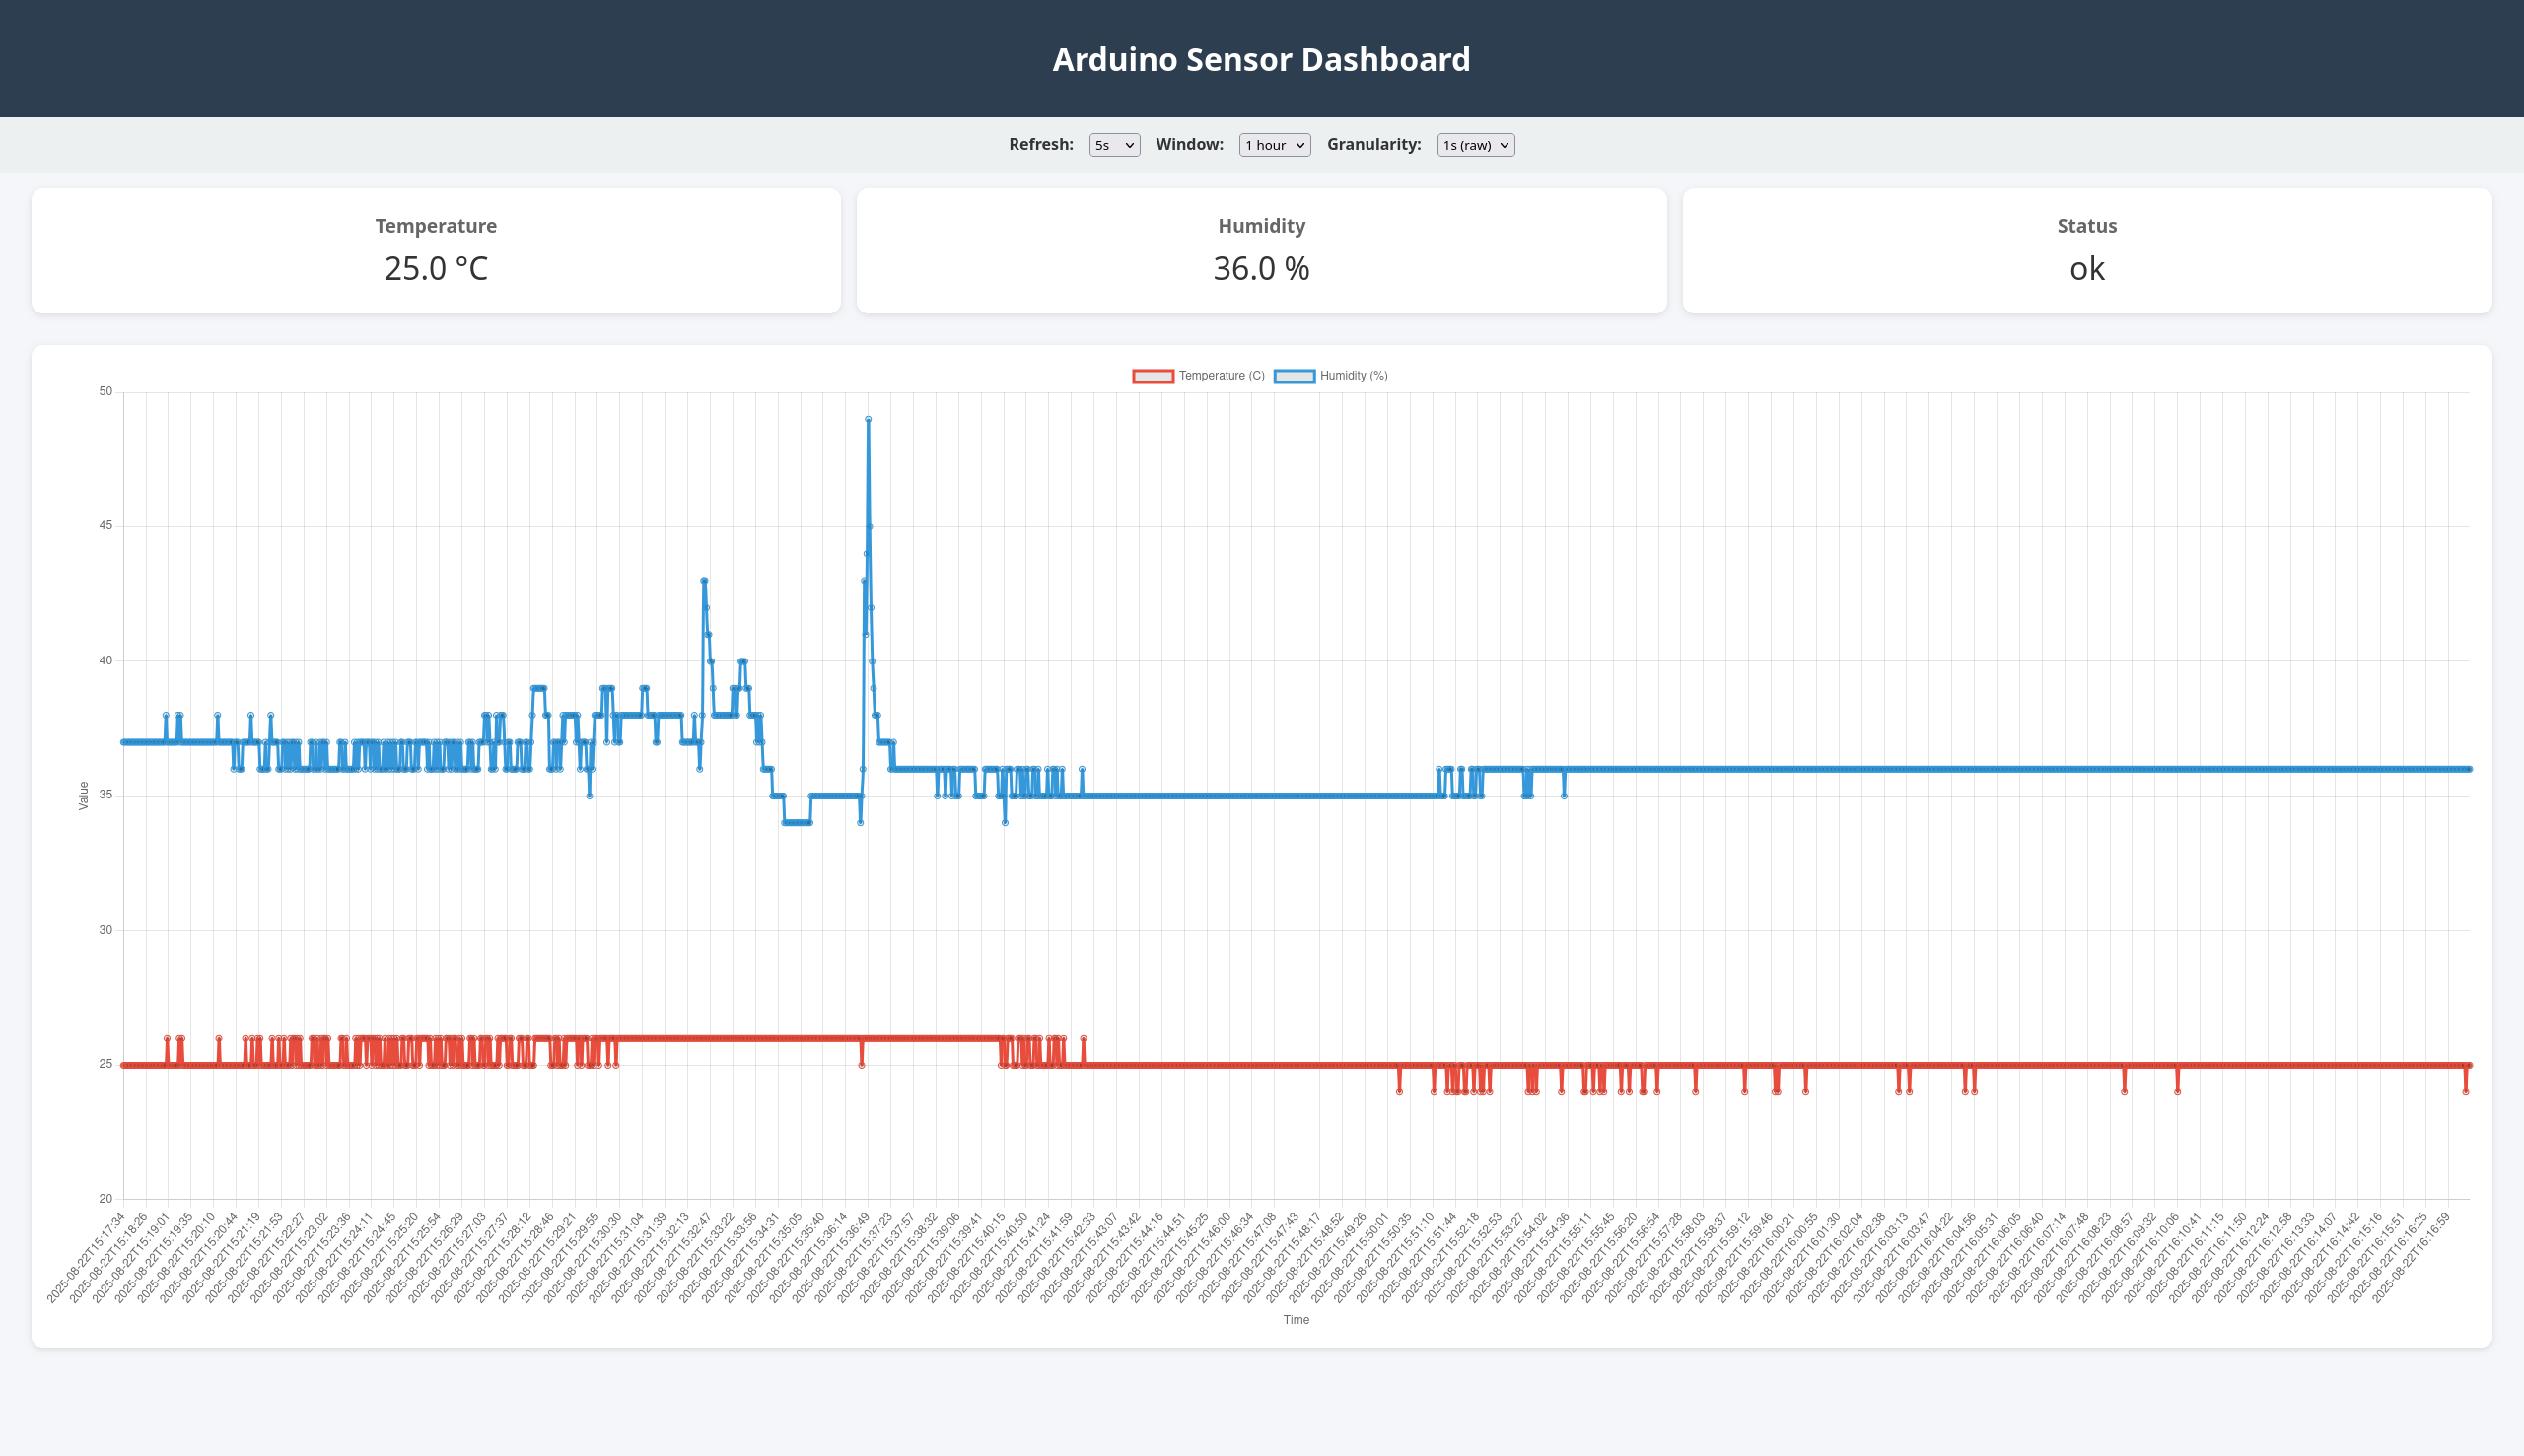 Arduino Sensor Dashboard
Refresh: 5s Window: 1 hour Granularity: 1s (raw)
Temperature
25.0 °C
Humidity
36.0 %
Status
ok
Temperature (C) Humidity (%)
Value
50
45
40
35
30
25
20
2025-08-22T15:17:34
2025-08-22T15:18:26
2025-08-22T15:19:01
2025-08-22T15:19:35
2025-08-22T15:20:10
2025-08-22T15:20:44
2025-08-22T15:21:19
2025-08-22T15:21:53
2025-08-22T15:22:27
2025-08-22T15:23:02
2025-08-22T15:23:36
2025-08-22T15:24:11
2025-08-22T15:24:45
2025-08-22T15:25:20
2025-08-22T15:25:54
2025-08-22T15:26:29
2025-08-22T15:27:03
2025-08-22T15:27:37
2025-08-22T15:28:12
2025-08-22T15:28:46
2025-08-22T15:29:21
2025-08-22T15:29:55
2025-08-22T15:30:30
2025-08-22T15:31:04
2025-08-22T15:31:39
2025-08-22T15:32:13
2025-08-22T15:32:47
2025-08-22T15:33:22
2025-08-22T15:33:56
2025-08-22T15:34:31
2025-08-22T15:35:05
2025-08-22T15:35:40
2025-08-22T15:36:14
2025-08-22T15:36:49
2025-08-22T15:37:23
2025-08-22T15:37:57
2025-08-22T15:38:32
2025-08-22T15:39:06
2025-08-22T15:39:41
2025-08-22T15:40:15
2025-08-22T15:40:50
2025-08-22T15:41:24
2025-08-22T15:41:59
2025-08-22T15:42:33
2025-08-22T15:43:07
2025-08-22T15:43:42
2025-08-22T15:44:16
2025-08-22T15:44:51
2025-08-22T15:45:25
2025-08-22T15:46:00
2025-08-22T15:46:34
2025-08-22T15:47:08
2025-08-22T15:47:43
2025-08-22T15:48:17
2025-08-22T15:48:52
2025-08-22T15:49:26
2025-08-22T15:50:01
2025-08-22T15:50:35
2025-08-22T15:51:10
2025-08-22T15:51:44
2025-08-22T15:52:18
2025-08-22T15:52:53
2025-08-22T15:53:27
2025-08-22T15:54:02
2025-08-22T15:54:36
2025-08-22T15:55:11
2025-08-22T15:55:45
2025-08-22T15:56:20
2025-08-22T15:56:54
2025-08-22T15:57:28
2025-08-22T15:58:03
2025-08-22T15:58:37
2025-08-22T15:59:12
2025-08-22T15:59:46
2025-08-22T16:00:21
2025-08-22T16:00:55
2025-08-22T16:01:30
2025-08-22T16:02:04
2025-08-22T16:02:38
2025-08-22T16:03:13
2025-08-22T16:03:47
2025-08-22T16:04:22
2025-08-22T16:04:56
2025-08-22T16:05:31
2025-08-22T16:06:05
2025-08-22T16:06:40
2025-08-22T16:07:14
2025-08-22T16:07:48
2025-08-22T16:08:23
2025-08-22T16:08:57
2025-08-22T16:09:32
2025-08-22T16:10:06
2025-08-22T16:10:41
2025-08-22T16:11:15
2025-08-22T16:11:50
2025-08-22T16:12:24
2025-08-22T16:12:58
2025-08-22T16:13:33
2025-08-22T16:14:07
2025-08-22T16:14:42
2025-08-22T16:15:16
2025-08-22T16:15:51
2025-08-22T16:16:25
2025-08-22T16:16:59
Time